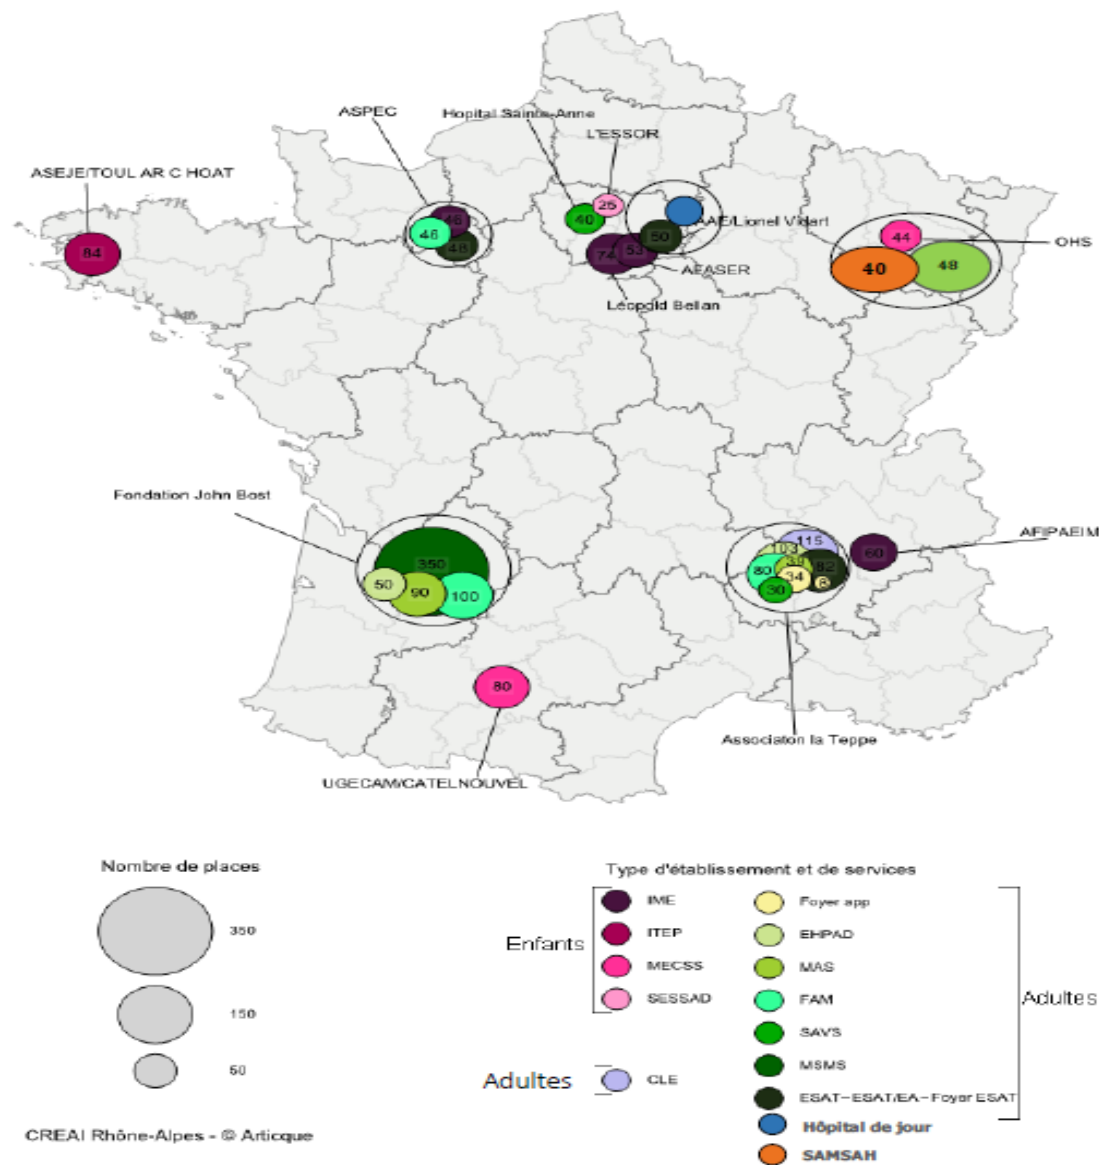 ASPEC
Hopital Sainte-Anne
L'ESSOR
ASEJE/TOUL AR C HOAT
84
46
46
48
40
25
50
AAE/Lionel Vidart
74
53
AFASER
Léopold Bellan
44
OHS
40
48
Fondation John Bost
350
50
90
100
AFIPAEIM
115
103
60
80
39
82
34
8
30
80
Associaton la Teppe
UGECAM/CATELNOUVEL
Nombre de places
350
150
50
Type d'établissement et de services
Enfants
IME
ITEP
MECSS
SESSAD
Adultes
CLE
Foyer app
EHPAD
MAS
FAM
SAVS
MSMS
ESAT-ESAT/EA-Foyer ESAT
Hôpital de jour
SAMSAH
Adultes
CREAI Rhône-Alpes - © Articque